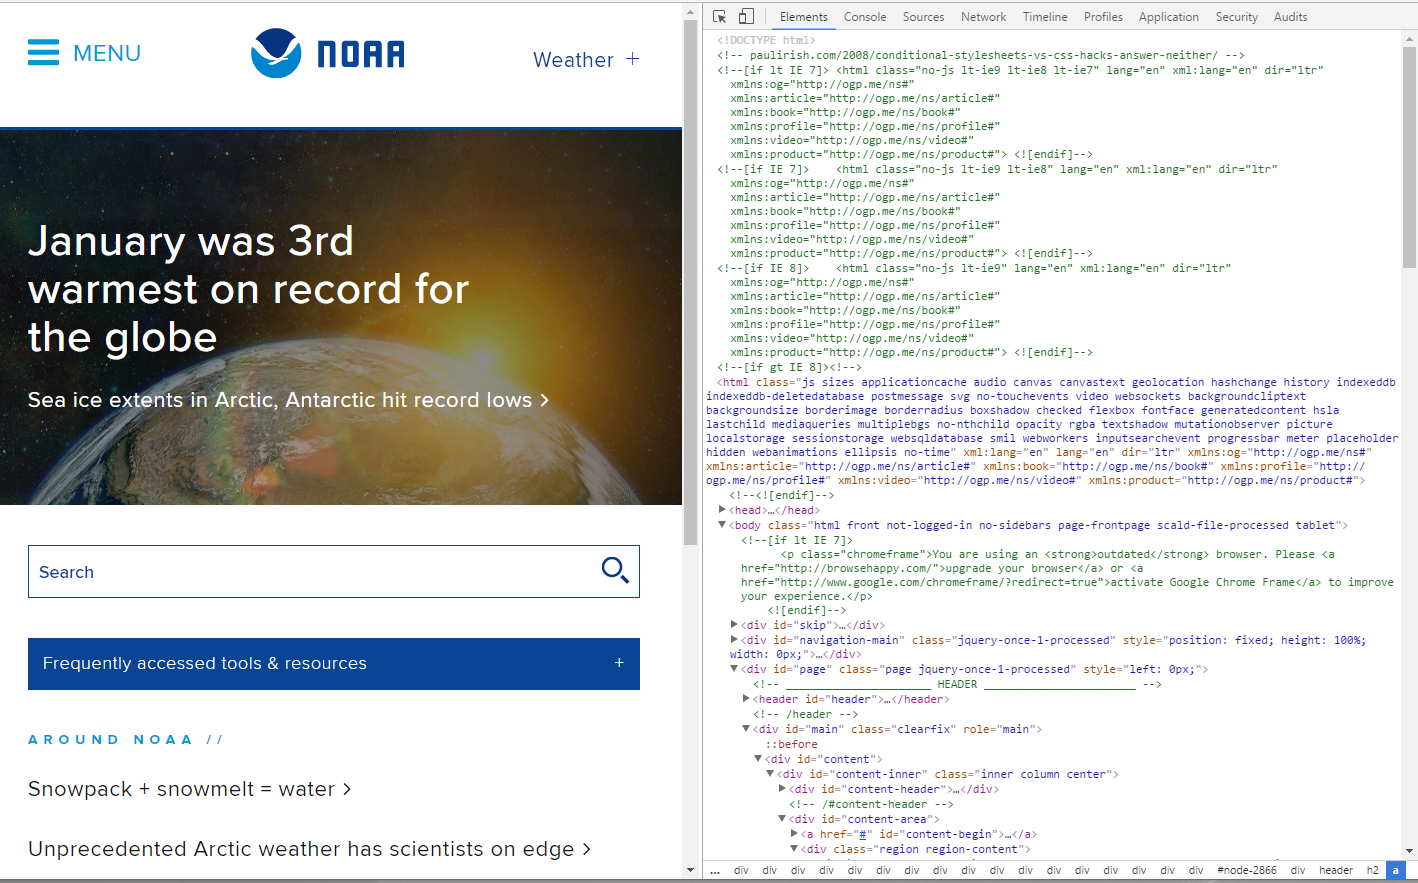 MENU
NOAA
Weather +
January was 3rd
warmest on record for
the globe
Sea ice extents in Arctic, Antarctic hit record lows >
Search
Frequently accessed tools & resources +
AROUND NOAA //
Snowpack + snowmelt = water >
Unprecedented Arctic weather has scientists on edge >
Elements Console Sources Network Timeline Profiles Application Security Audits
<!DOCTYPE html>
<!-- paulirish.com/2008/conditional-stylesheets-vs-css-hacks-answer-neither/ -->
<!--[if lt IE 7]> <html class="no-js lt-ie9 lt-ie8 lt-ie7" lang="en" xml:lang="en" dir="ltr"
xmlns:og="http://ogp.me/ns#"
xmlns:article="http://ogp.me/ns/article#"
xmlns:book="http://ogp.me/ns/book#"
xmlns:profile="http://ogp.me/ns/profile#"
xmlns:video="http://ogp.me/ns/video#"
xmlns:product="http://ogp.me/ns/product#"> <![endif]-->
<!--[if IE 7]>    <html class="no-js lt-ie9 lt-ie8" lang="en" xml:lang="en" dir="ltr"
xmlns:og="http://ogp.me/ns#"
xmlns:article="http://ogp.me/ns/article#"
xmlns:book="http://ogp.me/ns/book#"
xmlns:profile="http://ogp.me/ns/profile#"
xmlns:video="http://ogp.me/ns/video#"
xmlns:product="http://ogp.me/ns/product#"> <![endif]-->
<!--[if IE 8]>    <html class="no-js lt-ie9" lang="en" xml:lang="en" dir="ltr"
xmlns:og="http://ogp.me/ns#"
xmlns:article="http://ogp.me/ns/article#"
xmlns:book="http://ogp.me/ns/book#"
xmlns:profile="http://ogp.me/ns/profile#"
xmlns:video="http://ogp.me/ns/video#"
xmlns:product="http://ogp.me/ns/product#"> <![endif]-->
<!--[if gt IE 8]><!-->
<html class="js sizes applicationcache audio canvas canvastext geolocation hashchange history indexeddb
indexeddb-deletedatabase postmessage svg no-touchevents video websockets backgroundcliptext
backgroundsize borderimage borderradius boxshadow checked flexbox fontface generatedcontent hsla
lastchild mediaqueries multiplebgs no-nthchild opacity rgba textshadow mutationobserver picture
localstorage sessionstorage websqldatabase smil webworkers inputsearchevent progressbar meter placeholder
hidden webanimations ellipsis no-time" xml:lang="en" lang="en" dir="ltr" xmlns:og="http://ogp.me/ns#"
xmlns:article="http://ogp.me/ns/article#" xmlns:book="http://ogp.me/ns/book#" xmlns:profile="http://
ogp.me/ns/profile#" xmlns:video="http://ogp.me/ns/video#" xmlns:product="http://ogp.me/ns/product#">
<!--<![endif]-->
<head>…</head>
<body class="html front not-logged-in no-sidebars page-frontpage scald-file-processed tablet">
<!--[if lt IE 7]>
<p class="chromeframe">You are using an <strong>outdated</strong> browser. Please <a
href="http://browsehappy.com/">upgrade your browser</a> or <a
href="http://www.google.com/chromeframe/?redirect=true">activate Google Chrome Frame</a> to improve
your experience.</p>
<![endif]-->
<div id="skip">…</div>
<div id="navigation-main" class="jquery-once-1-processed" style="position: fixed; height: 100%;
width: 0px;">…</div>
<div id="page" class="page jquery-once-1-processed" style="left: 0px;">
<!-- ______________________ HEADER _______________________ -->
<header id="header">…</header>
<!-- /header -->
<div id="main" class="clearfix" role="main">
::before
<div id="content">
<div id="content-inner" class="inner column center">
<div id="content-header">…</div>
<!-- /#content-header -->
<div id="content-area">
<a href="#" id="content-begin">…</a>
<div class="region region-content">
... div div div div div div div div div div div div div div div div div #node-2866 div header h2 a